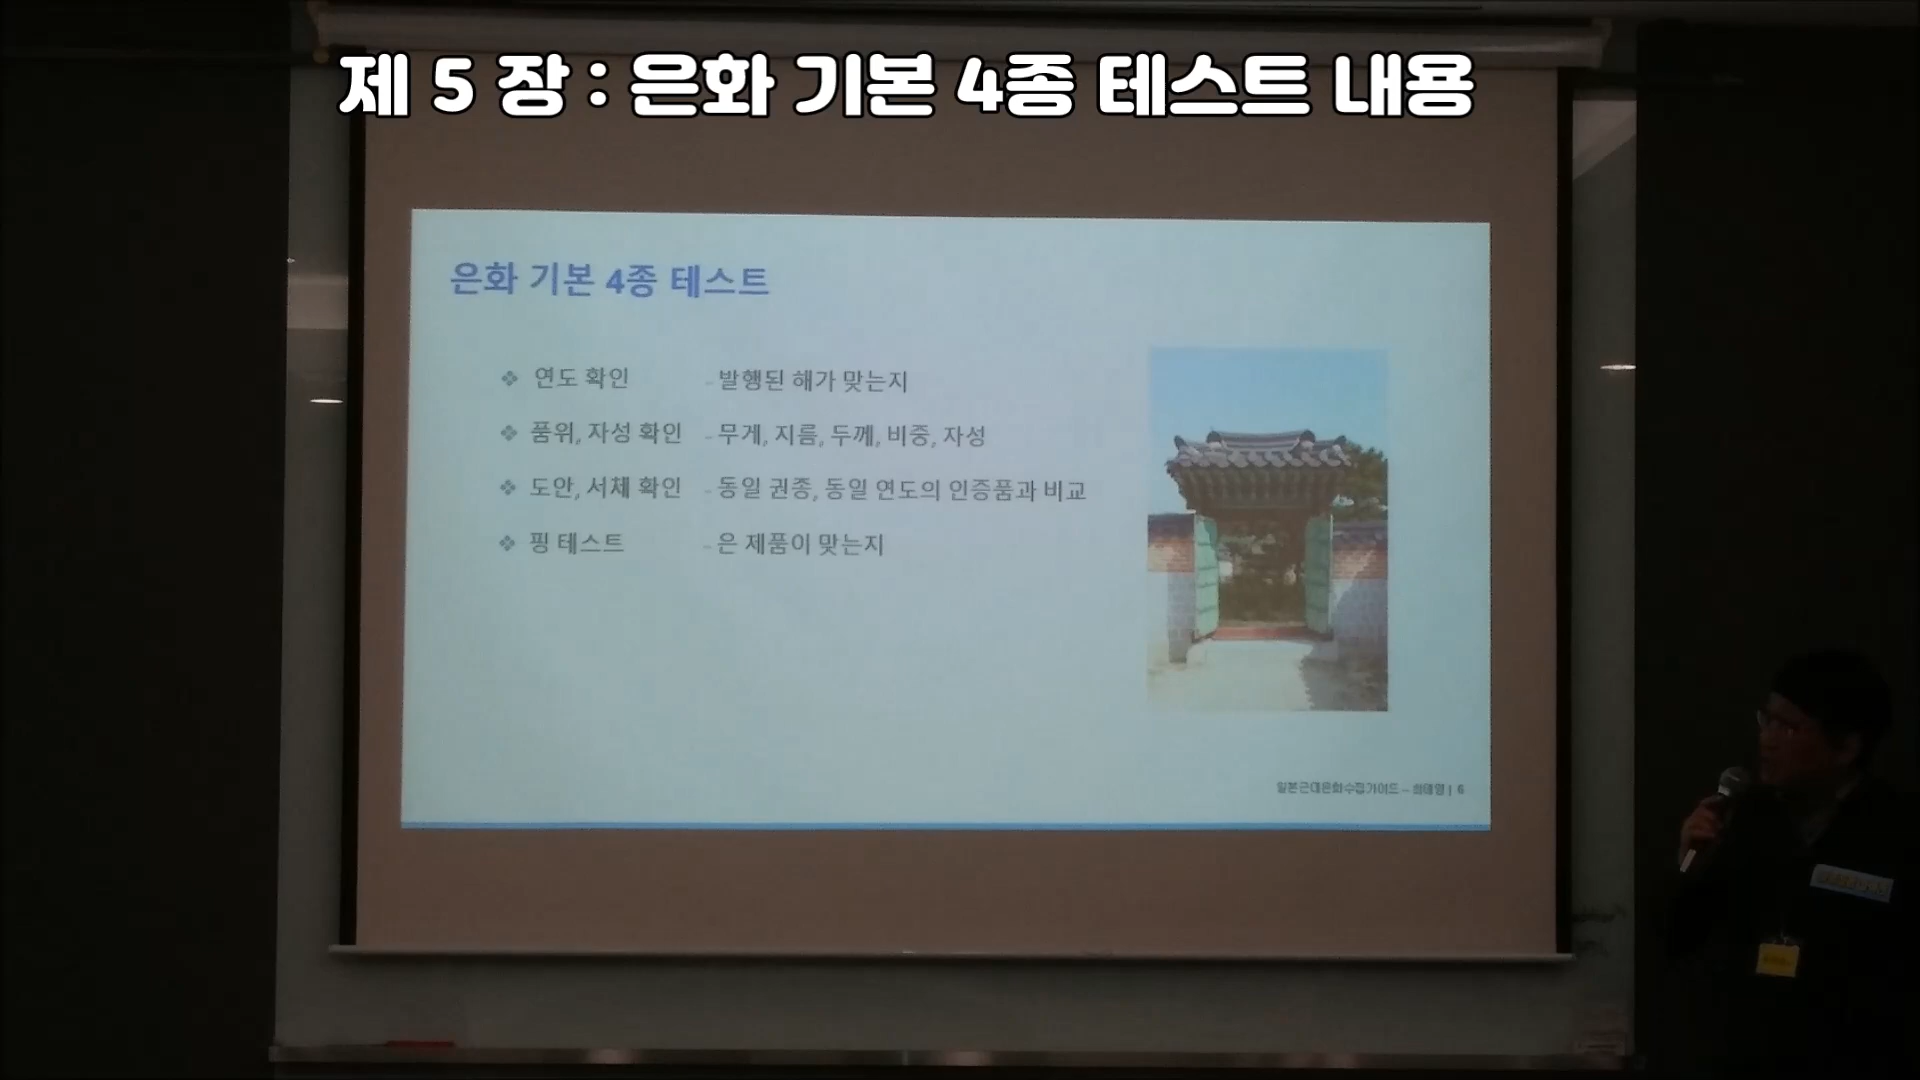 제 5 장 : 은화 기본 4종 테스트 내용
은화 기본 4종 테스트
❖ 연도 확인 - 발행된 해가 맞는지
❖ 품위, 자성 확인 - 무게, 지름, 두께, 비중, 자성
❖ 도안, 서체 확인 - 동일 권종, 동일 연도의 인증품과 비교
❖ 핑 테스트 - 은 제품이 맞는지
일본근대은화수집가이드 – | 6